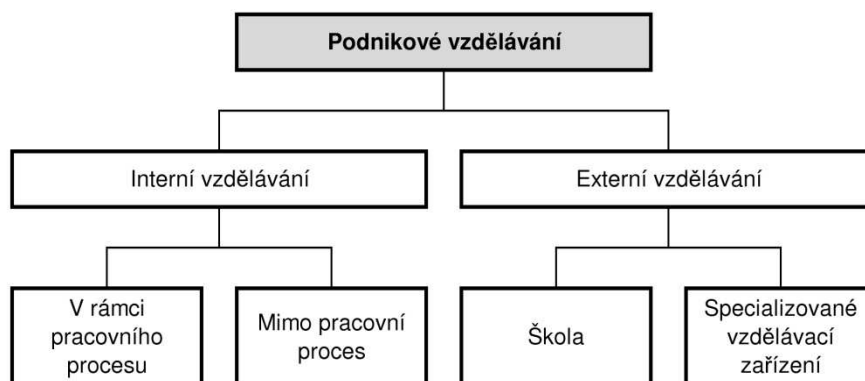 Podnikové vzdělávání
Interní vzdělávání
Externí vzdělávání
V rámci
pracovního
procesu
Mimo pracovní
proces
Škola
Specializované
vzdělávací
zařízení